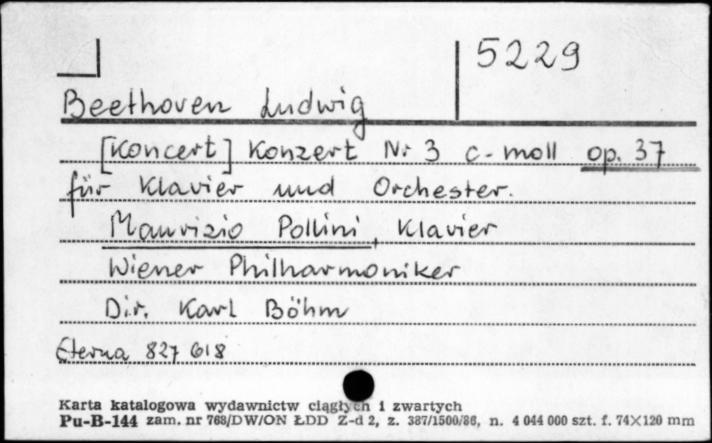 5229
Beethoven Ludwig
[Koncert] Konzert Nr 3 c-moll op. 37
für Klavier und Orchester.
Maurizio Pollini, Klavier
Wiener Philharmoniker
Dir. Karl Böhm
Eterna 827 618
Karta katalogowa wydawnictw ciągłych i zwartych
Pu-B-144 zam. nr 768/DW/ON ŁDD Z-d 2, z. 387/1500/86, n. 4 044 000 szt. f. 74×120 mm